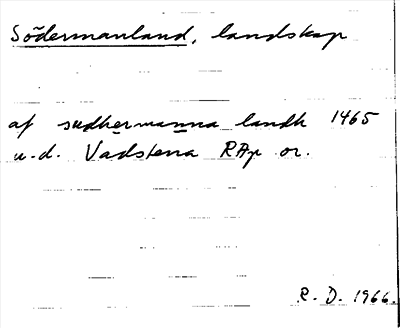 Södermanland, landskap
af sudhermanna landh 1465
u.d. Vadstena RAp or.
R. D. 1966.